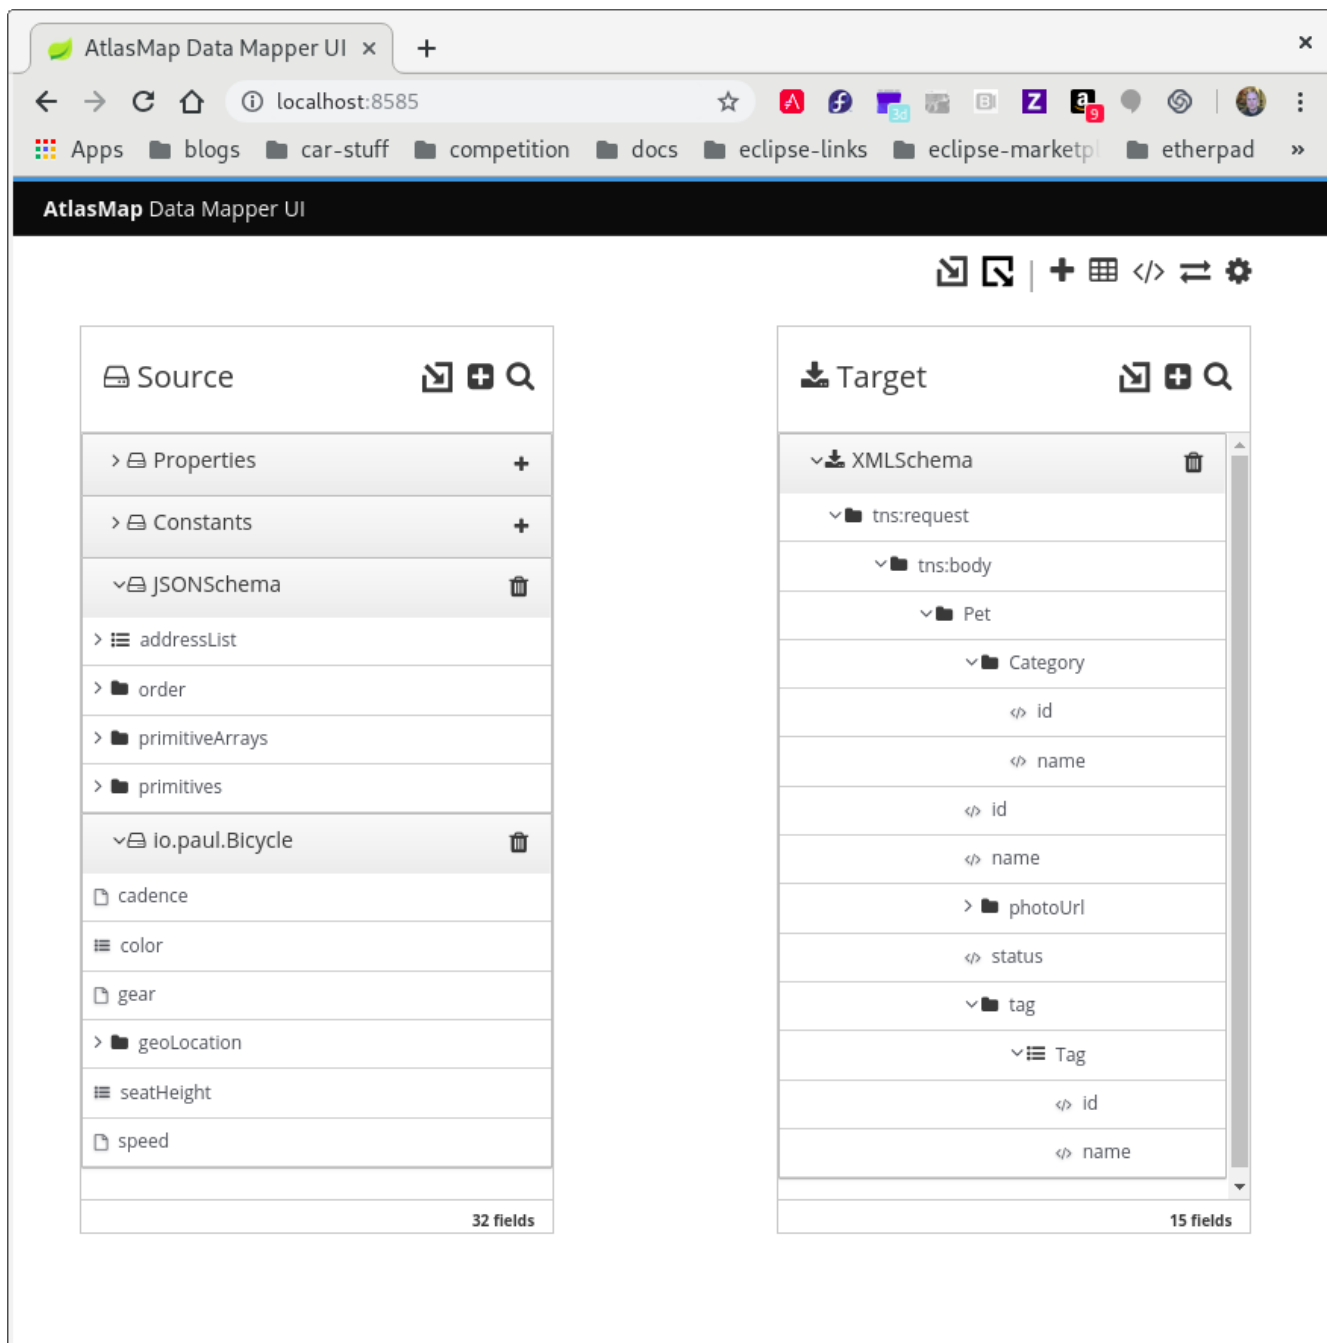 AtlasMap Data Mapper UI
localhost:8585
3d
B
Z
a
9
Apps blogs car-stuff competition docs eclipse-links eclipse-marketpl etherpad »
AtlasMap Data Mapper UI
Source
Properties
Constants
JSONSchema
addressList
order
primitiveArrays
primitives
io.paul.Bicycle
cadence
color
gear
geoLocation
seatHeight
speed
32 fields
Target
XMLSchema
tns:request
tns:body
Pet
Category
id
name
id
name
photoUrl
status
tag
Tag
id
name
15 fields